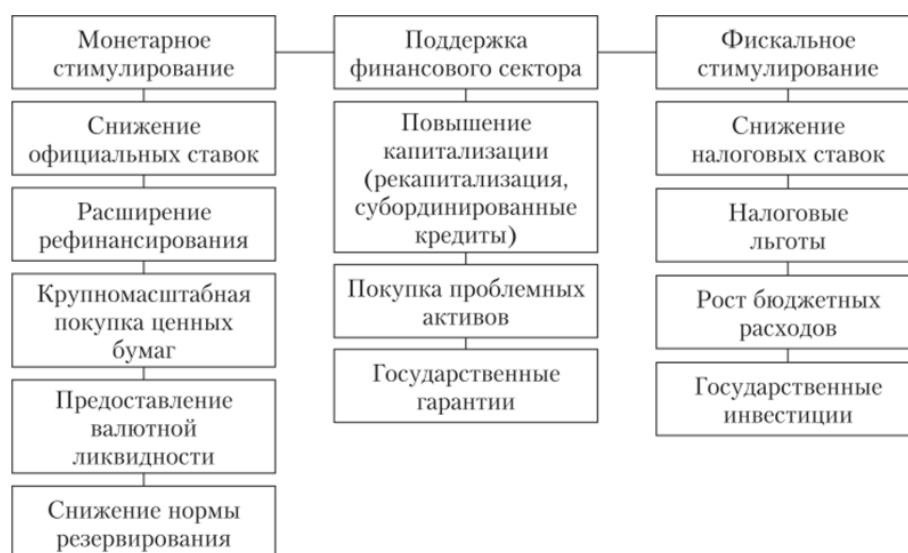 Монетарное
стимулирование
Поддержка
финансового сектора
Фискальное
стимулирование
Снижение
официальных ставок
Расширение
рефинансирования
Крупномасштабная
покупка ценных
бумаг
Предоставление
валютной
ликвидности
Снижение нормы
резервирования
Повышение
капитализации
(рекапитализация,
субординированные
кредиты)
Покупка проблемных
активов
Государственные
гарантии
Снижение
налоговых ставок
Налоговые
льготы
Рост бюджетных
расходов
Государственные
инвестиции